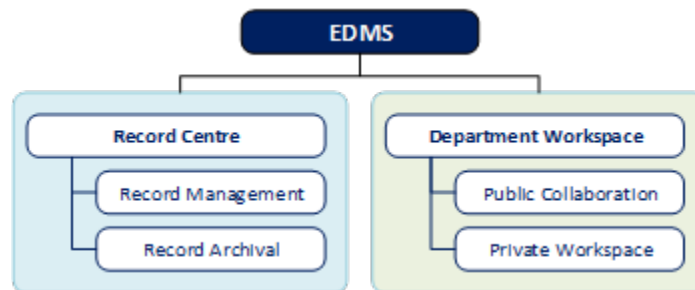 EDMS
Record Centre
Record Management
Record Archival
Department Workspace
Public Collaboration
Private Workspace